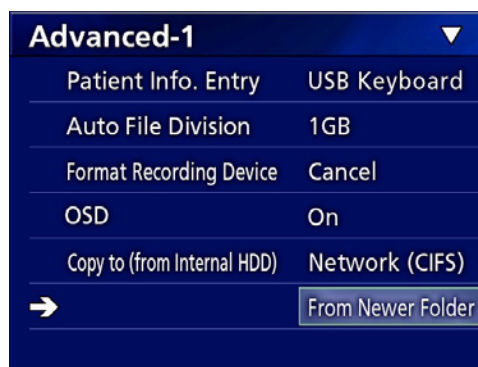 Advanced-1 ▼
Patient Info. Entry USB Keyboard
Auto File Division 1GB
Format Recording Device Cancel
OSD On
Copy to (from Internal HDD) Network (CIFS)
➔ From Newer Folder